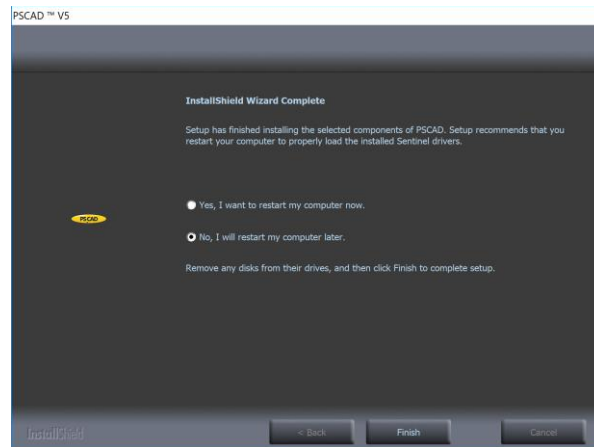 PSCAD ™ V5
InstallShield Wizard Complete
Setup has finished installing the selected components of PSCAD. Setup recommends that you
restart your computer to properly load the installed Sentinel drivers.
Yes, I want to restart my computer now.
PSCAD
No, I will restart my computer later.
Remove any disks from their drives, and then click Finish to complete setup.
InstallShield
< Back
Finish
Cancel